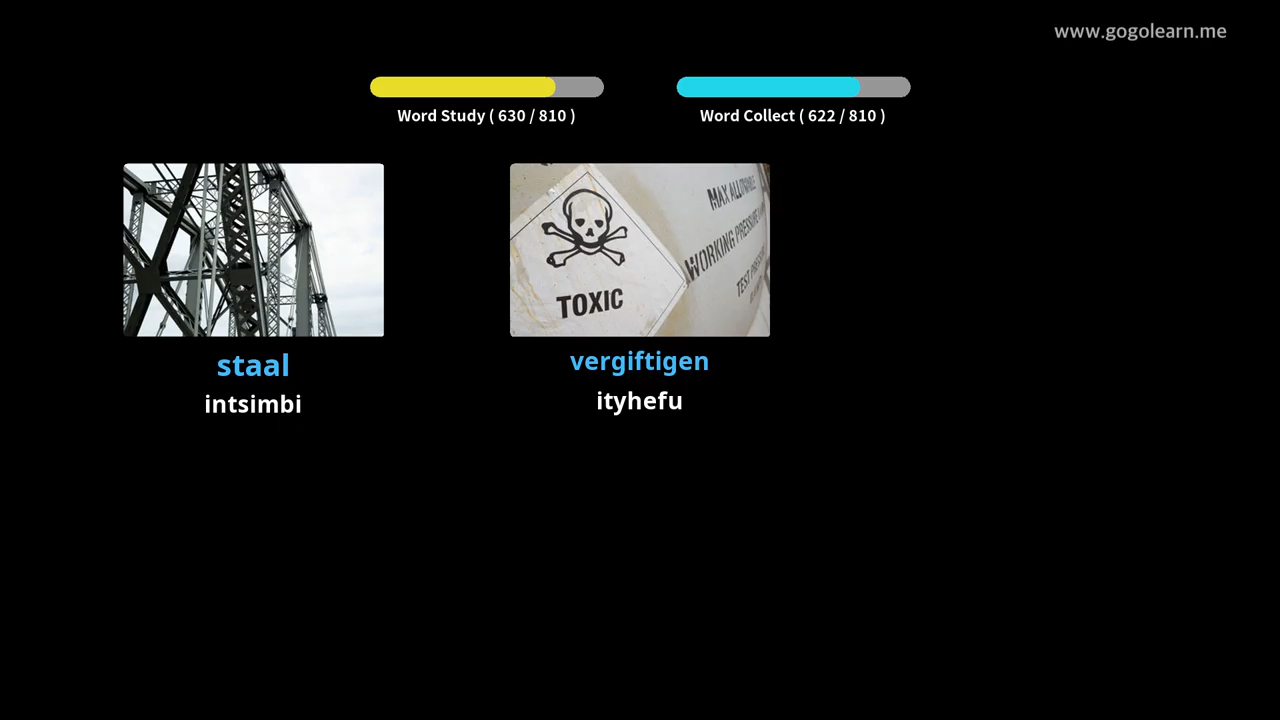 www.gogolearn.me
Word Study ( 630 / 810 )
Word Collect ( 622 / 810 )
TOXIC
MAX ALLOWABLE
WORKING PRESSURE
TEST
staal
vergiftigen
intsimbi
ityhefu